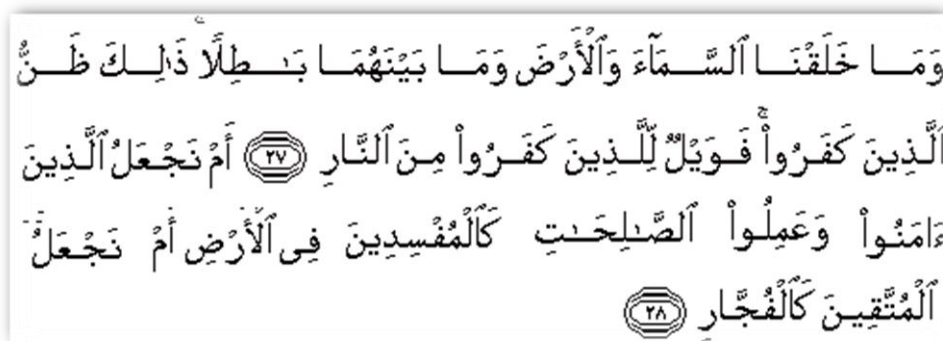 وَمَا خَلَقْنَا ٱلسَّمَآءَ وَٱلْأَرْضَ وَمَا بَيْنَهُمَا بَـٰطِلًا ۚ ذَٰلِكَ ظَنُّ
ٱلَّذِينَ كَفَرُوا۟ ۚ فَوَيْلٌ لِّلَّذِينَ كَفَرُوا۟ مِنَ ٱلنَّارِ ٢٧ أَمْ نَجْعَلُ ٱلَّذِينَ
ءَامَنُوا۟ وَعَمِلُوا۟ ٱلصَّـٰلِحَـٰتِ كَٱلْمُفْسِدِينَ فِى ٱلْأَرْضِ أَمْ نَجْعَلُ
ٱلْمُتَّقِينَ كَٱلْفُجَّارِ ٢٨